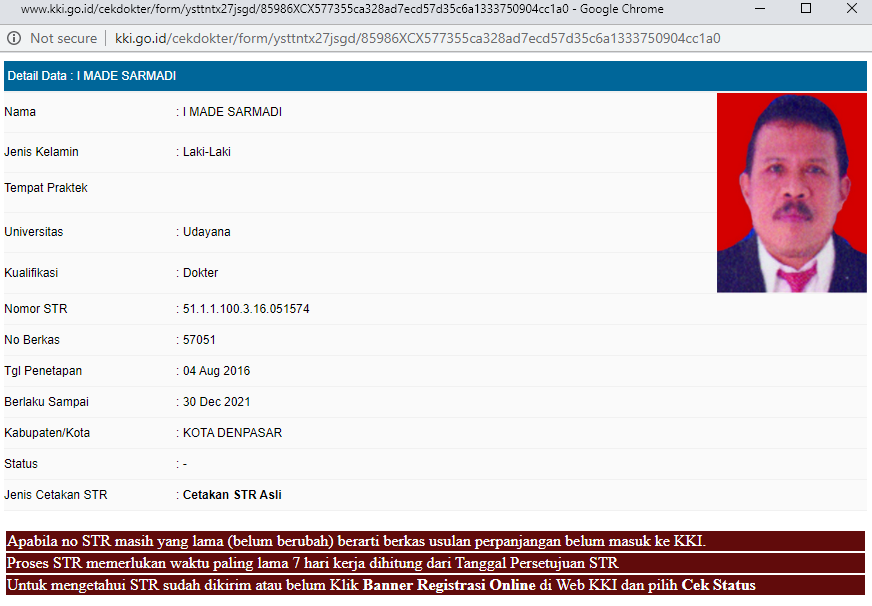 www.kki.go.id/cekdokter/form/ysttntx27jsgd/85986XCX577355ca328ad7ecd57d35c6a1333750904cc1a0 - Google Chrome
Not secure | kki.go.id/cekdokter/form/ysttntx27jsgd/85986XCX577355ca328ad7ecd57d35c6a1333750904cc1a0
Detail Data : I MADE SARMADI
Nama : I MADE SARMADI
Jenis Kelamin : Laki-Laki
Tempat Praktek
Universitas : Udayana
Kualifikasi : Dokter
Nomor STR : 51.1.1.100.3.16.051574
No Berkas : 57051
Tgl Penetapan : 04 Aug 2016
Berlaku Sampai : 30 Dec 2021
Kabupaten/Kota : KOTA DENPASAR
Status : -
Jenis Cetakan STR : Cetakan STR Asli
Apabila no STR masih yang lama (belum berubah) berarti berkas usulan perpanjangan belum masuk ke KKI.
Proses STR memerlukan waktu paling lama 7 hari kerja dihitung dari Tanggal Persetujuan STR
Untuk mengetahui STR sudah dikirim atau belum Klik Banner Registrasi Online di Web KKI dan pilih Cek Status